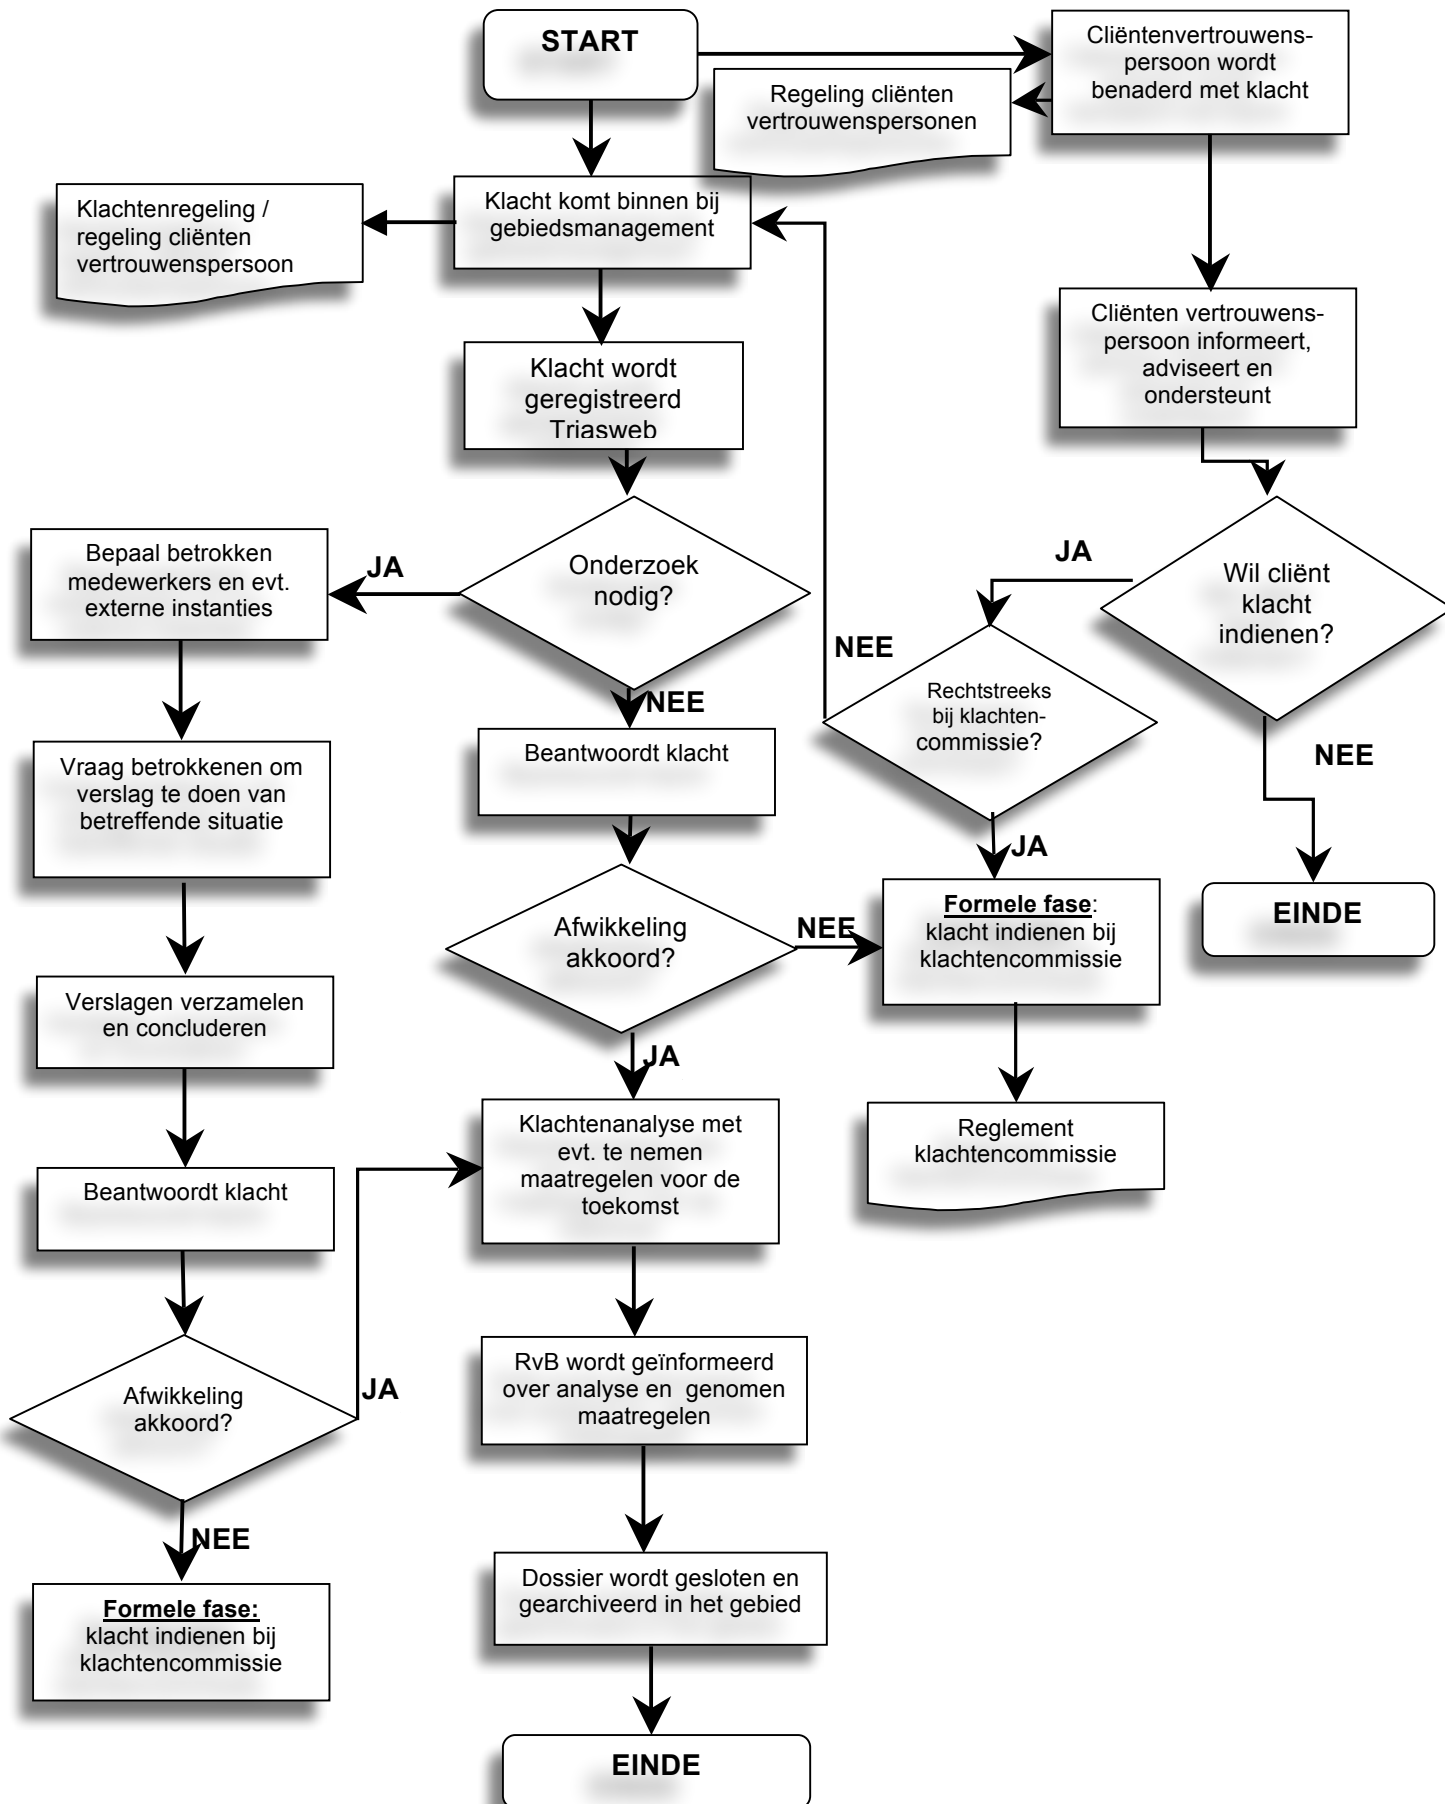 START
Cliëntenvertrouwens-
persoon wordt
benaderd met klacht
Regeling cliënten
vertrouwenspersonen
Klachtenregeling /
regeling cliënten
vertrouwenspersoon
Klacht komt binnen bij
gebiedsmanagement
Cliënten vertrouwens-
persoon informeert,
adviseert en
ondersteunt
Klacht wordt
geregistreerd
Triasweb
Bepaal betrokken
medewerkers en evt.
externe instanties
JA
Onderzoek
nodig?
JA
Wil cliënt
klacht
indienen?
NEE
Rechtstreeks
bij klachten-
commissie?
NEE
NEE
Vraag betrokkenen om
verslag te doen van
betreffende situatie
Beantwoordt klacht
JA
EINDE
Afwikkeling
akkoord?
NEE
Formele fase:
klacht indienen bij
klachtencommissie
Verslagen verzamelen
en concluderen
JA
Klachtenanalyse met
evt. te nemen
maatregelen voor de
toekomst
Reglement
klachtencommissie
Beantwoordt klacht
Afwikkeling
akkoord?
JA
RvB wordt geïnformeerd
over analyse en genomen
maatregelen
NEE
Formele fase:
klacht indienen bij
klachtencommissie
Dossier wordt gesloten en
gearchiveerd in het gebied
EINDE